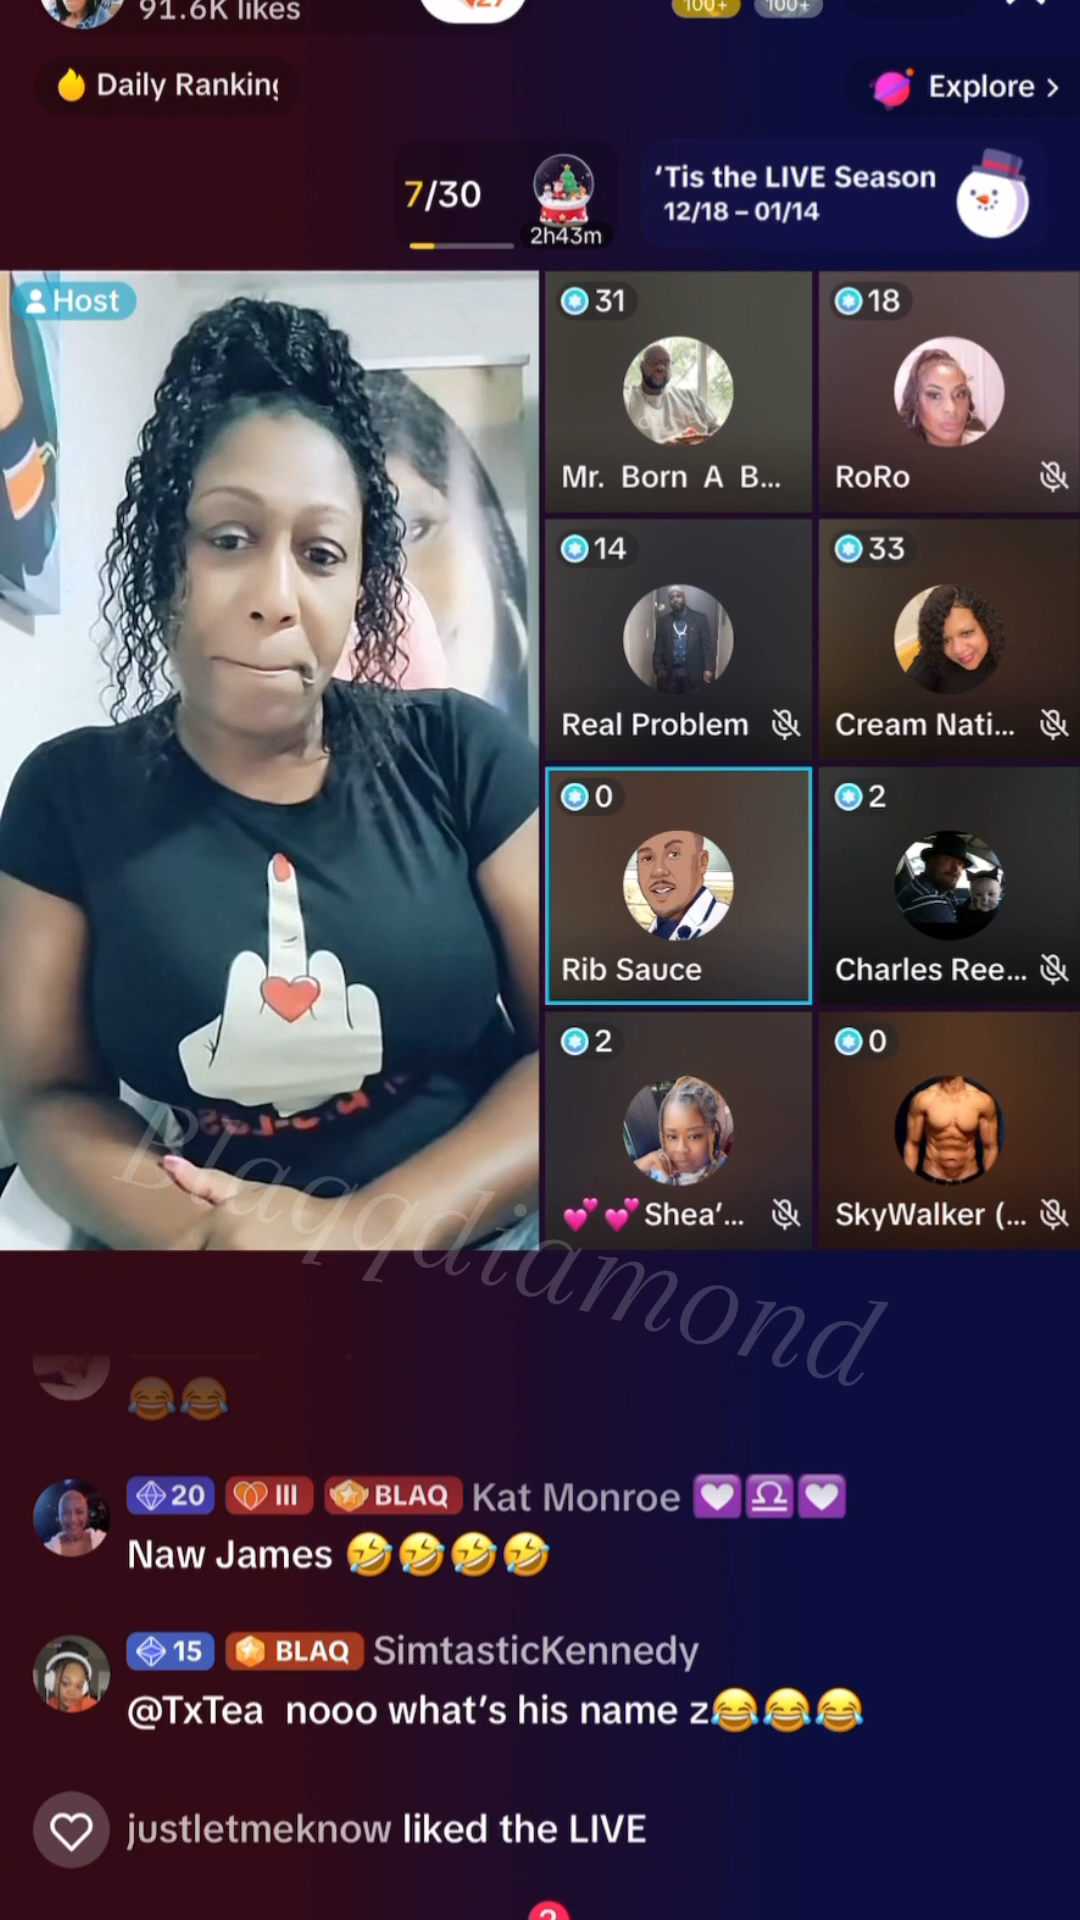 91.6K likes
27
100+
100+
Daily Ranking
Explore >
7/30
2h43m
'Tis the LIVE Season
12/18 – 01/14
Host
31
Mr. Born A B...
18
RoRo
14
Real Problem
33
Cream Nati...
0
Rib Sauce
2
Charles Ree...
2
💕💕 Shea'...
0
SkyWalker (...
Blaqqdiamond
😂😂
20 III BLAQ Kat Monroe 💜♎💜
Naw James 🤣🤣🤣🤣
15 BLAQ SimtasticKennedy
@TxTea nooo what's his name z😂😂😂
justletmeknow liked the LIVE